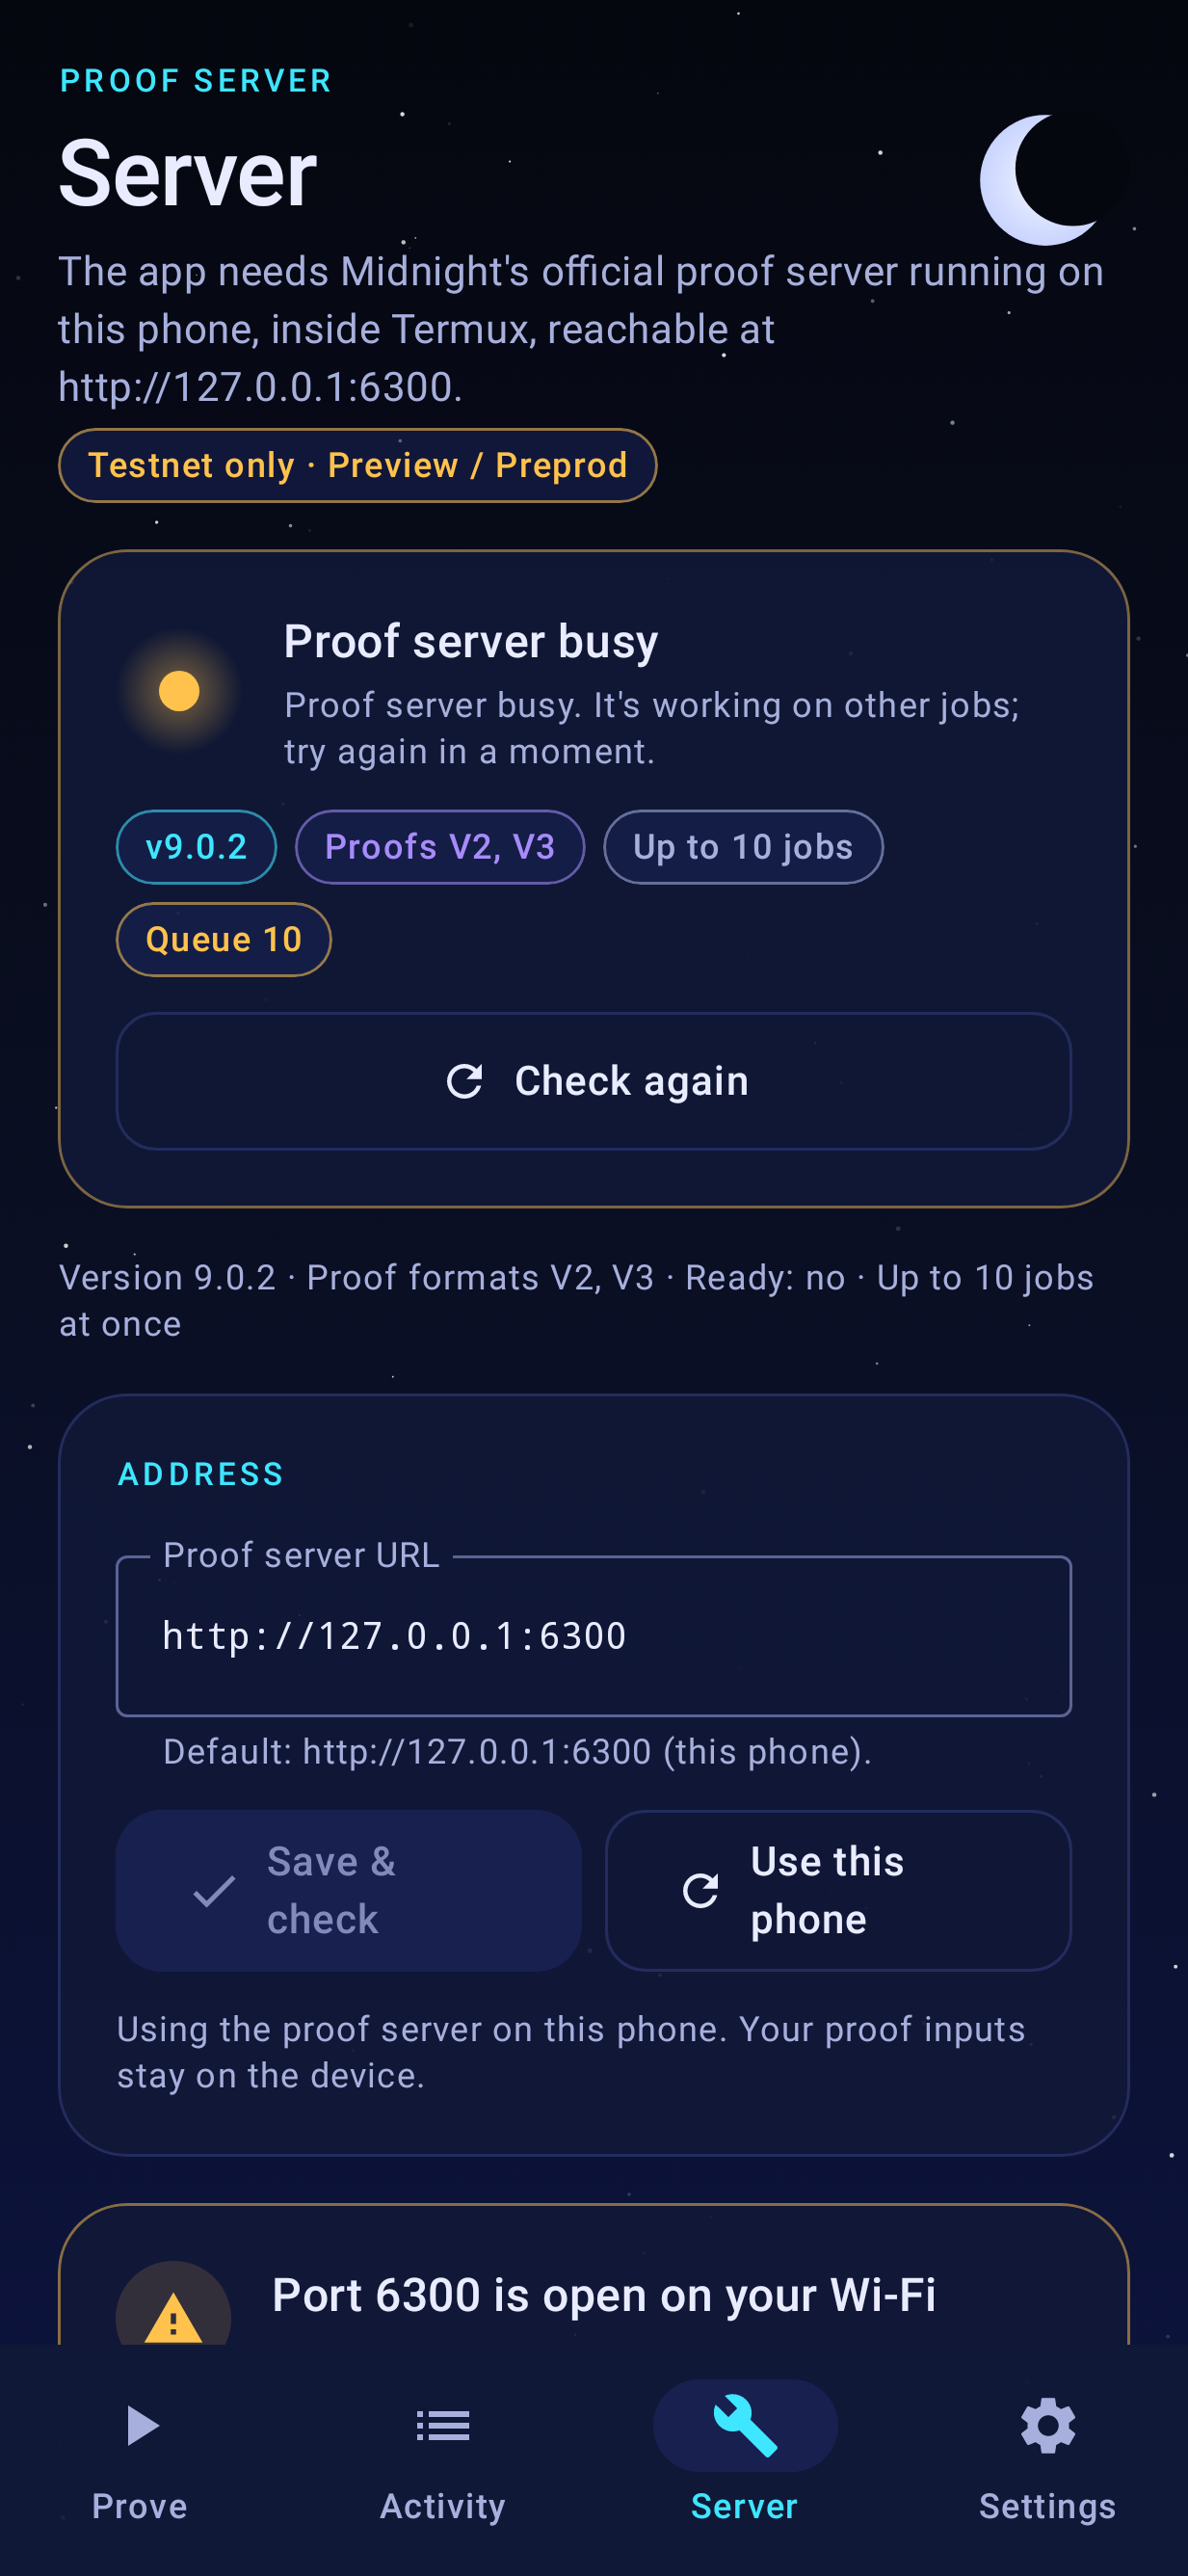 PROOF SERVER
Server
The app needs Midnight's official proof server running on
this phone, inside Termux, reachable at
http://127.0.0.1:6300.
Testnet only · Preview / Preprod
Proof server busy
Proof server busy. It's working on other jobs;
try again in a moment.
v9.0.2
Proofs V2, V3
Up to 10 jobs
Queue 10
Check again
Version 9.0.2 · Proof formats V2, V3 · Ready: no · Up to 10 jobs
at once
ADDRESS
Proof server URL
http://127.0.0.1:6300
Default: http://127.0.0.1:6300 (this phone).
Save &
check
Use this
phone
Using the proof server on this phone. Your proof inputs
stay on the device.
Port 6300 is open on your Wi-Fi
Prove
Activity
Server
Settings